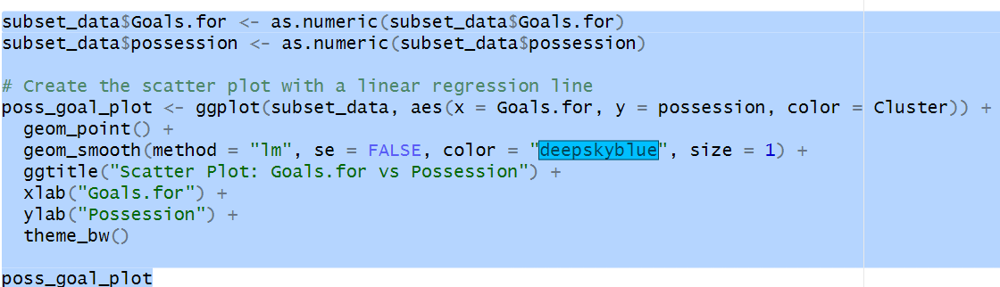 subset_data$Goals.for <- as.numeric(subset_data$Goals.for)
subset_data$possession <- as.numeric(subset_data$possession)
# Create the scatter plot with a linear regression line
poss_goal_plot <- ggplot(subset_data, aes(x = Goals.for, y = possession, color = Cluster)) +
  geom_point() +
  geom_smooth(method = "lm", se = FALSE, color = "deepskyblue", size = 1) +
  ggtitle("Scatter Plot: Goals.for vs Possession") +
  xlab("Goals.for") +
  ylab("Possession") +
  theme_bw()
poss_goal_plot